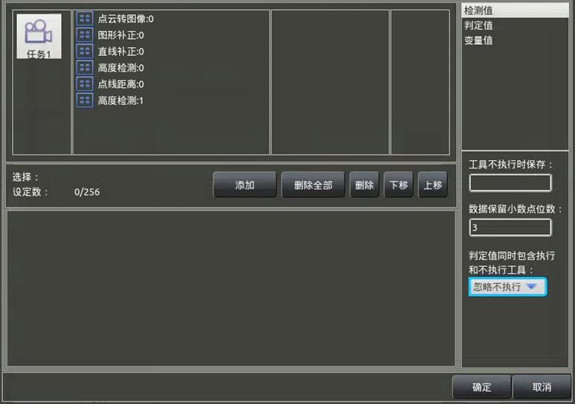 任务1
点云转图像:0
图形补正:0
直线补正:0
高度检测:0
点线距离:0
高度检测:1
检测值
判定值
变量值
选择：
设定数： 0/256
添加 删除全部 删除 下移 上移
工具不执行时保存：
数据保留小数点位数：
3
判定值同时包含执行
和不执行工具：
忽略不执行
确定 取消